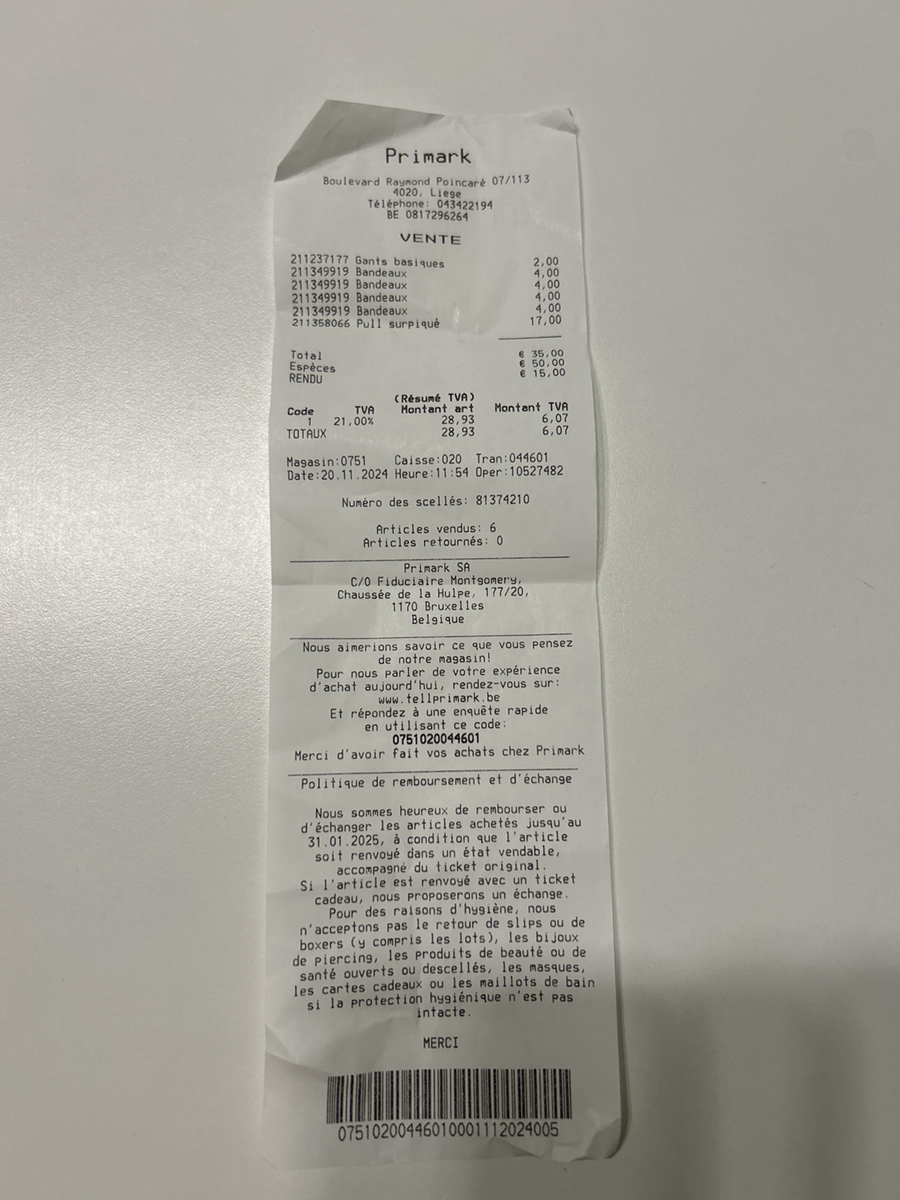 Primark
Boulevard Raymond Poincaré 07/113
4020, Liege
Téléphone: 043422194
BE 0817296264
VENTE
211237177 Gants basiques 2,00
211349919 Bandeaux 4,00
211349919 Bandeaux 4,00
211349919 Bandeaux 4,00
211349919 Bandeaux 4,00
211358066 Pull surpiqué 17,00
Total € 35,00
Espèces € 50,00
RENDU € 15,00
(Résumé TVA)
Code TVA Montant art Montant TVA
1 21,00% 28,93 6,07
TOTAUX 28,93 6,07
Magasin:0751 Caisse:020 Tran:044601
Date:20.11.2024 Heure:11:54 Oper:10527482
Numéro des scellés: 81374210
Articles vendus: 6
Articles retournés: 0
Primark SA
C/O Fiduciaire Montgomery,
Chaussée de la Hulpe, 177/20,
1170 Bruxelles
Belgique
Nous aimerions savoir ce que vous pensez
de notre magasin!
Pour nous parler de votre expérience
d'achat aujourd'hui, rendez-vous sur:
www.tellprimark.be
Et répondez à une enquête rapide
en utilisant ce code:
0751020044601
Merci d'avoir fait vos achats chez Primark
Politique de remboursement et d'échange
Nous sommes heureux de rembourser ou
d'échanger les articles achetés jusqu'au
31.01.2025, à condition que l'article
soit renvoyé dans un état vendable,
accompagné du ticket original.
Si l'article est renvoyé avec un ticket
cadeau, nous proposerons un échange.
Pour des raisons d'hygiène, nous
n'acceptons pas le retour de slips ou de
boxers (y compris les lots), les bijoux
de piercing, les produits de beauté ou de
santé ouverts ou descellés, les masques,
les cartes cadeaux ou les maillots de bain
si la protection hygiénique n'est pas
intacte.
MERCI
07510200446010001112024005